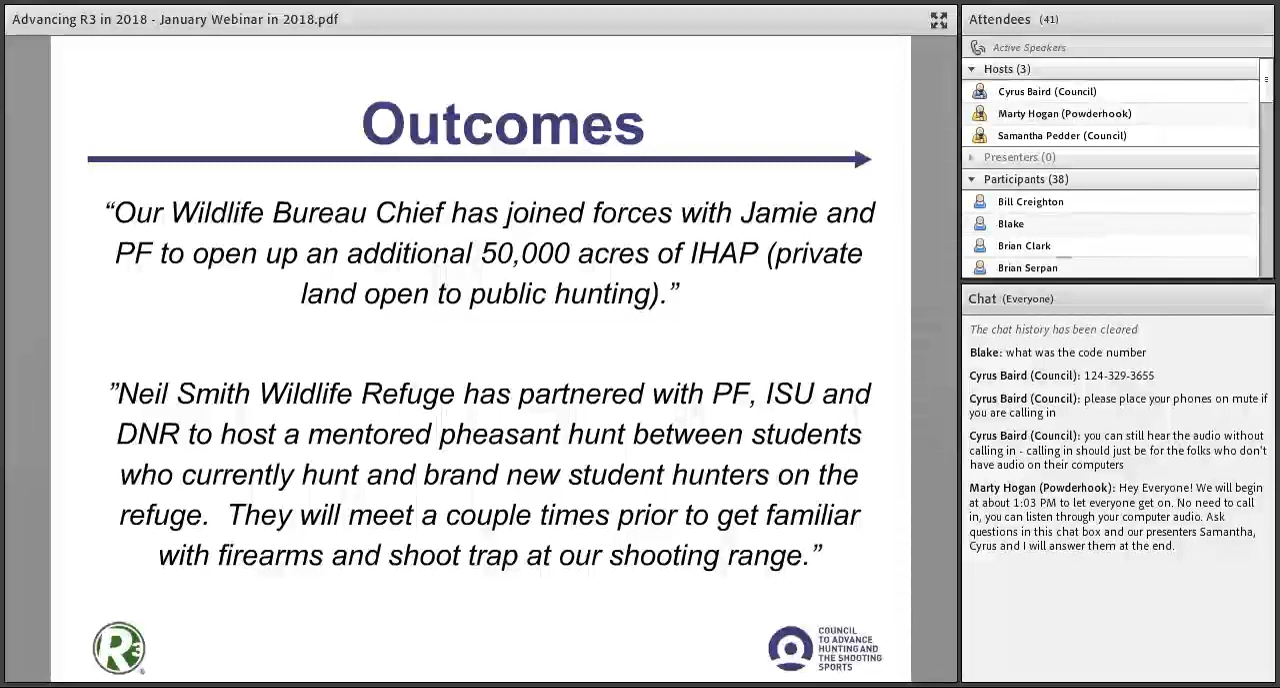 Advancing R3 in 2018 - January Webinar in 2018.pdf
Outcomes
“Our Wildlife Bureau Chief has joined forces with Jamie and
PF to open up an additional 50,000 acres of IHAP (private
land open to public hunting).”
”Neil Smith Wildlife Refuge has partnered with PF, ISU and
DNR to host a mentored pheasant hunt between students
who currently hunt and brand new student hunters on the
refuge.  They will meet a couple times prior to get familiar
with firearms and shoot trap at our shooting range.”
R3
®
COUNCIL
TO ADVANCE
HUNTING AND
THE SHOOTING
SPORTS
Attendees (41)
Active Speakers
Hosts (3)
Cyrus Baird (Council)
Marty Hogan (Powderhook)
Samantha Pedder (Council)
Presenters (0)
Participants (38)
Bill Creighton
Blake
Brian Clark
Brian Serpan
Chat (Everyone)
The chat history has been cleared
Blake: what was the code number
Cyrus Baird (Council): 124-329-3655
Cyrus Baird (Council): please place your phones on mute if
you are calling in
Cyrus Baird (Council): you can still hear the audio without
calling in - calling in should just be for the folks who don't
have audio on their computers
Marty Hogan (Powderhook): Hey Everyone! We will begin
at about 1:03 PM to let everyone get on. No need to call
in, you can listen through your computer audio. Ask
questions in this chat box and our presenters Samantha,
Cyrus and I will answer them at the end.